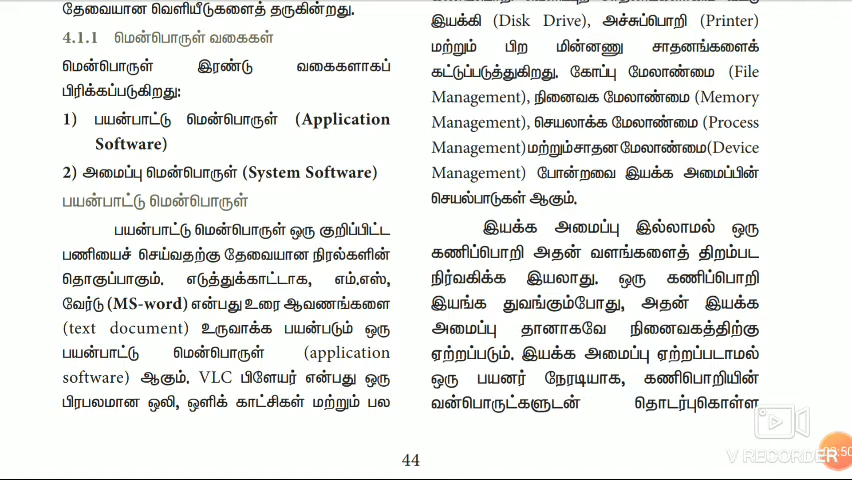 தேவையான வெளியீடுகளைத் தருகின்றது.
4.1.1 மென்பொருள் வகைகள்
மென்பொருள் இரண்டு வகைகளாகப்
பிரிக்கப்படுகிறது:
1) பயன்பாட்டு மென்பொருள் (Application
Software)
2) அமைப்பு மென்பொருள் (System Software)
பயன்பாட்டு மென்பொருள்
பயன்பாட்டு மென்பொருள் ஒரு குறிப்பிட்ட
பணியைச் செய்வதற்கு தேவையான நிரல்களின்
தொகுப்பாகும். எடுத்துக்காட்டாக, எம்.எஸ்,
வேர்டு (MS-word) என்பது உரை ஆவணங்களை
(text document) உருவாக்க பயன்படும் ஒரு
பயன்பாட்டு மென்பொருள் (application
software) ஆகும். VLC பிளேயர் என்பது ஒரு
பிரபலமான ஒலி, ஒளிக் காட்சிகள் மற்றும் பல
இயக்கி (Disk Drive), அச்சுப்பொறி (Printer)
மற்றும் பிற மின்னணு சாதனங்களைக்
கட்டுப்படுத்துகிறது. கோப்பு மேலாண்மை (File
Management), நினைவக மேலாண்மை (Memory
Management), செயலாக்க மேலாண்மை (Process
Management) மற்றும் சாதன மேலாண்மை (Device
Management) போன்றவை இயக்க அமைப்பின்
செயல்பாடுகள் ஆகும்.
இயக்க அமைப்பு இல்லாமல் ஒரு
கணிப்பொறி அதன் வளங்களைத் திறம்பட
நிர்வகிக்க இயலாது. ஒரு கணிப்பொறி
இயங்க துவங்கும்போது, அதன் இயக்க
அமைப்பு தானாகவே நினைவகத்திற்கு
ஏற்றப்படும். இயக்க அமைப்பு ஏற்றப்படாமல்
ஒரு பயனர் நேரடியாக, கணிபொறியின்
வன்பொருட்களுடன் தொடர்புகொள்ள
44
V RECORDER